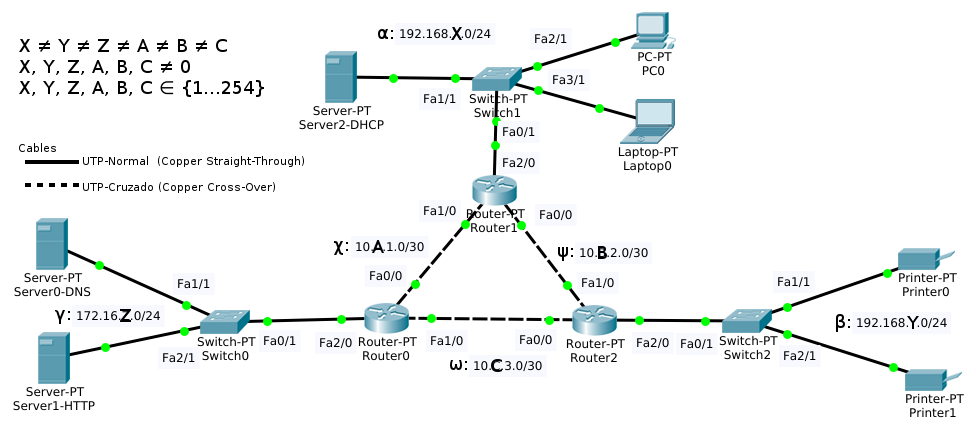 X ≠ Y ≠ Z ≠ A ≠ B ≠ C
X, Y, Z, A, B, C ≠ 0
X, Y, Z, A, B, C ∈ {1...254}
Cables
UTP-Normal (Copper Straight-Through)
UTP-Cruzado (Copper Cross-Over)
α: 192.168.X.0/24
Server-PT
Server2-DHCP
Fa1/1
Switch-PT
Switch1
Fa2/1
Fa3/1
PC-PT
PC0
Laptop-PT
Laptop0
Fa0/1
Fa2/0
Router-PT
Router1
Fa1/0
Fa0/0
χ: 10.A.1.0/30
ψ: 10.B.2.0/30
Server-PT
Server0-DNS
Fa1/1
γ: 172.16.Z.0/24
Server-PT
Server1-HTTP
Fa2/1
Switch-PT
Switch0
Fa0/1
Fa2/0
Fa0/0
Router-PT
Router0
Fa1/0
ω: 10.C.3.0/30
Fa0/0
Fa1/0
Router-PT
Router2
Fa2/0
Fa0/1
Switch-PT
Switch2
Fa1/1
Fa2/1
Printer-PT
Printer0
β: 192.168.Y.0/24
Printer-PT
Printer1